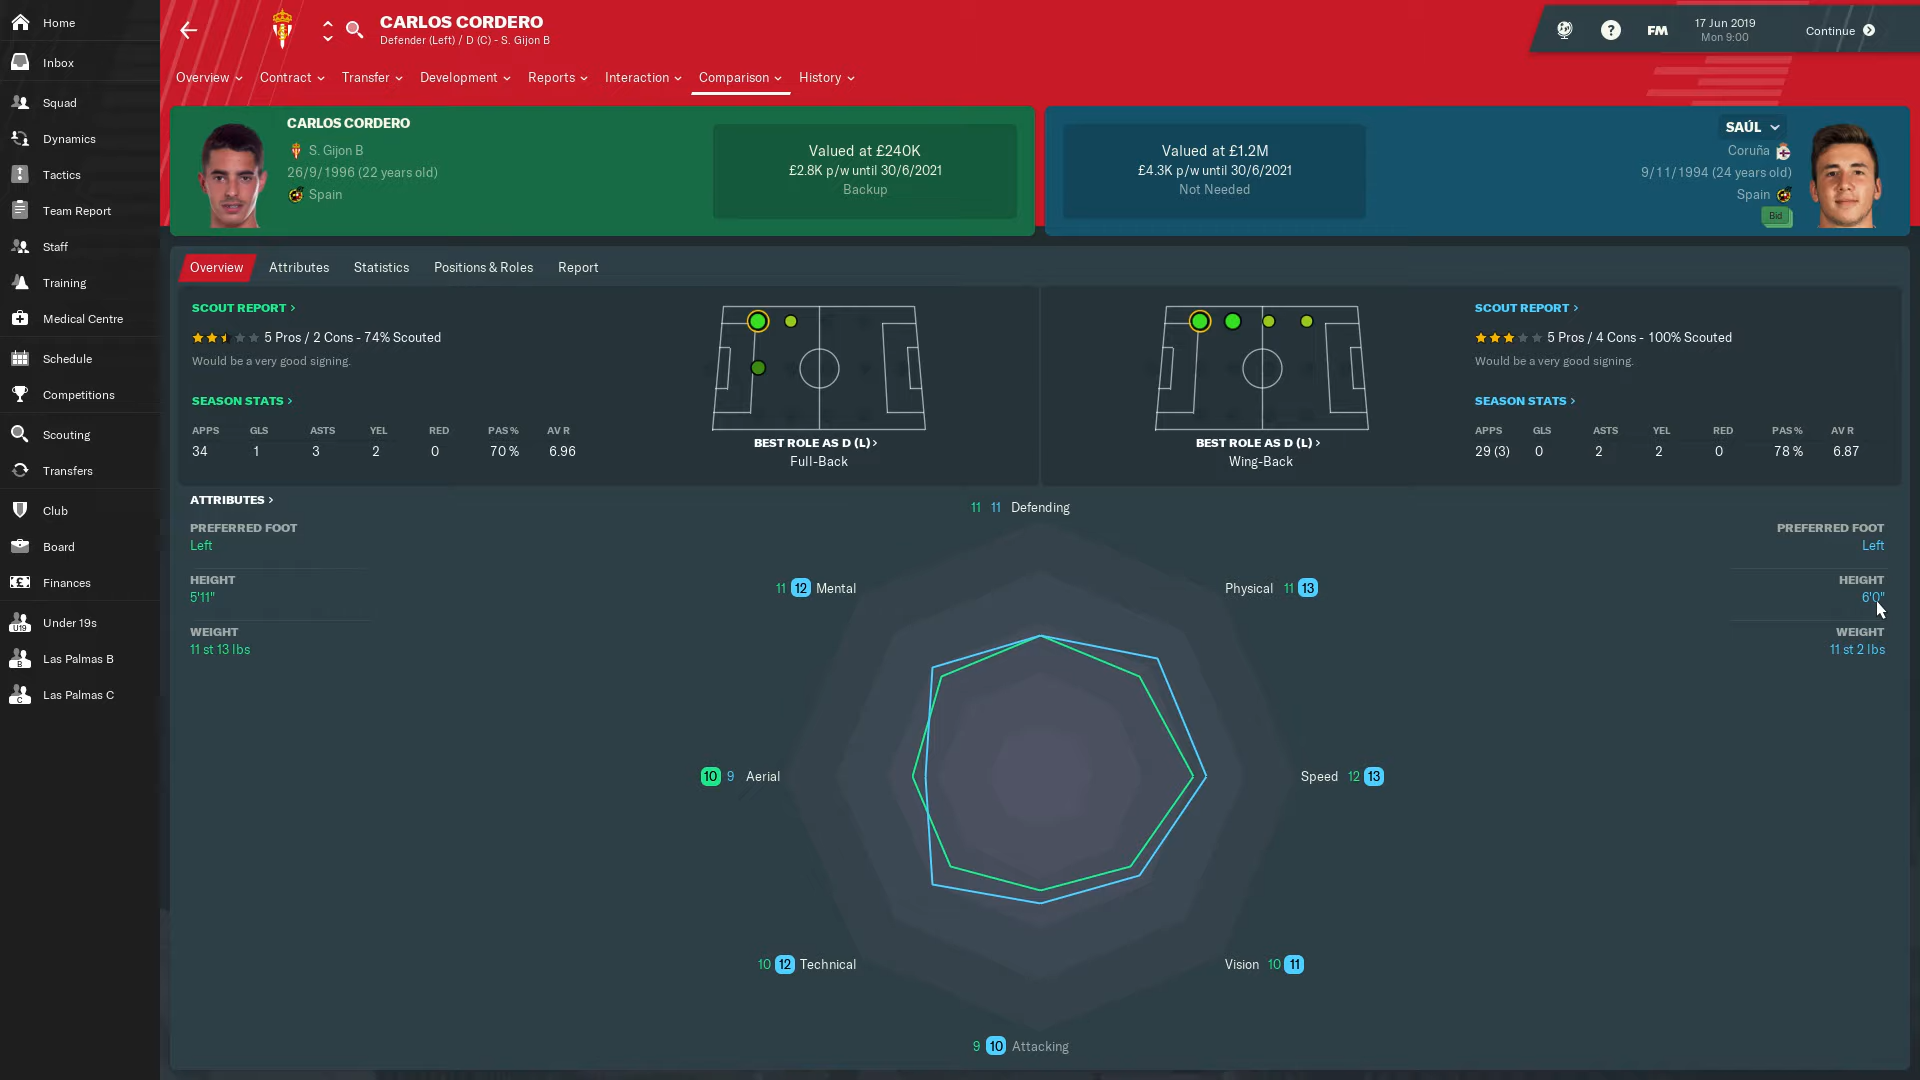 Home
Inbox
Squad
Dynamics
Tactics
Team Report
Staff
Training
Medical Centre
Schedule
Competitions
Scouting
Transfers
Club
Board
Finances
U19 Under 19s
B Las Palmas B
C Las Palmas C
CARLOS CORDERO
Defender (Left) / D (C) - S. Gijon B
? FM 17 Jun 2019 Continue
Mon 9:00
Overview Contract Transfer Development Reports Interaction Comparison History
CARLOS CORDERO
S. Gijon B
26/9/1996 (22 years old)
Spain
Valued at £240K
£2.8K p/w until 30/6/2021
Backup
Valued at £1.2M
£4.3K p/w until 30/6/2021
Not Needed
SAÚL
Coruña
9/11/1994 (24 years old)
Spain
Bid
Overview Attributes Statistics Positions & Roles Report
SCOUT REPORT >
5 Pros / 2 Cons - 74% Scouted
Would be a very good signing.
SEASON STATS >
APPS GLS ASTS YEL RED PAS % AV R
34 1 3 2 0 70 % 6.96
BEST ROLE AS D (L) >
Full-Back
BEST ROLE AS D (L) >
Wing-Back
SCOUT REPORT >
5 Pros / 4 Cons - 100% Scouted
Would be a very good signing.
SEASON STATS >
APPS GLS ASTS YEL RED PAS % AV R
29 (3) 0 2 2 0 78 % 6.87
ATTRIBUTES >
PREFERRED FOOT
Left
HEIGHT
5'11"
WEIGHT
11 st 13 lbs
11 11 Defending
11 12 Mental
Physical 11 13
10 9 Aerial
Speed 12 13
10 12 Technical
Vision 10 11
9 10 Attacking
PREFERRED FOOT
Left
HEIGHT
6'0"
WEIGHT
11 st 2 lbs